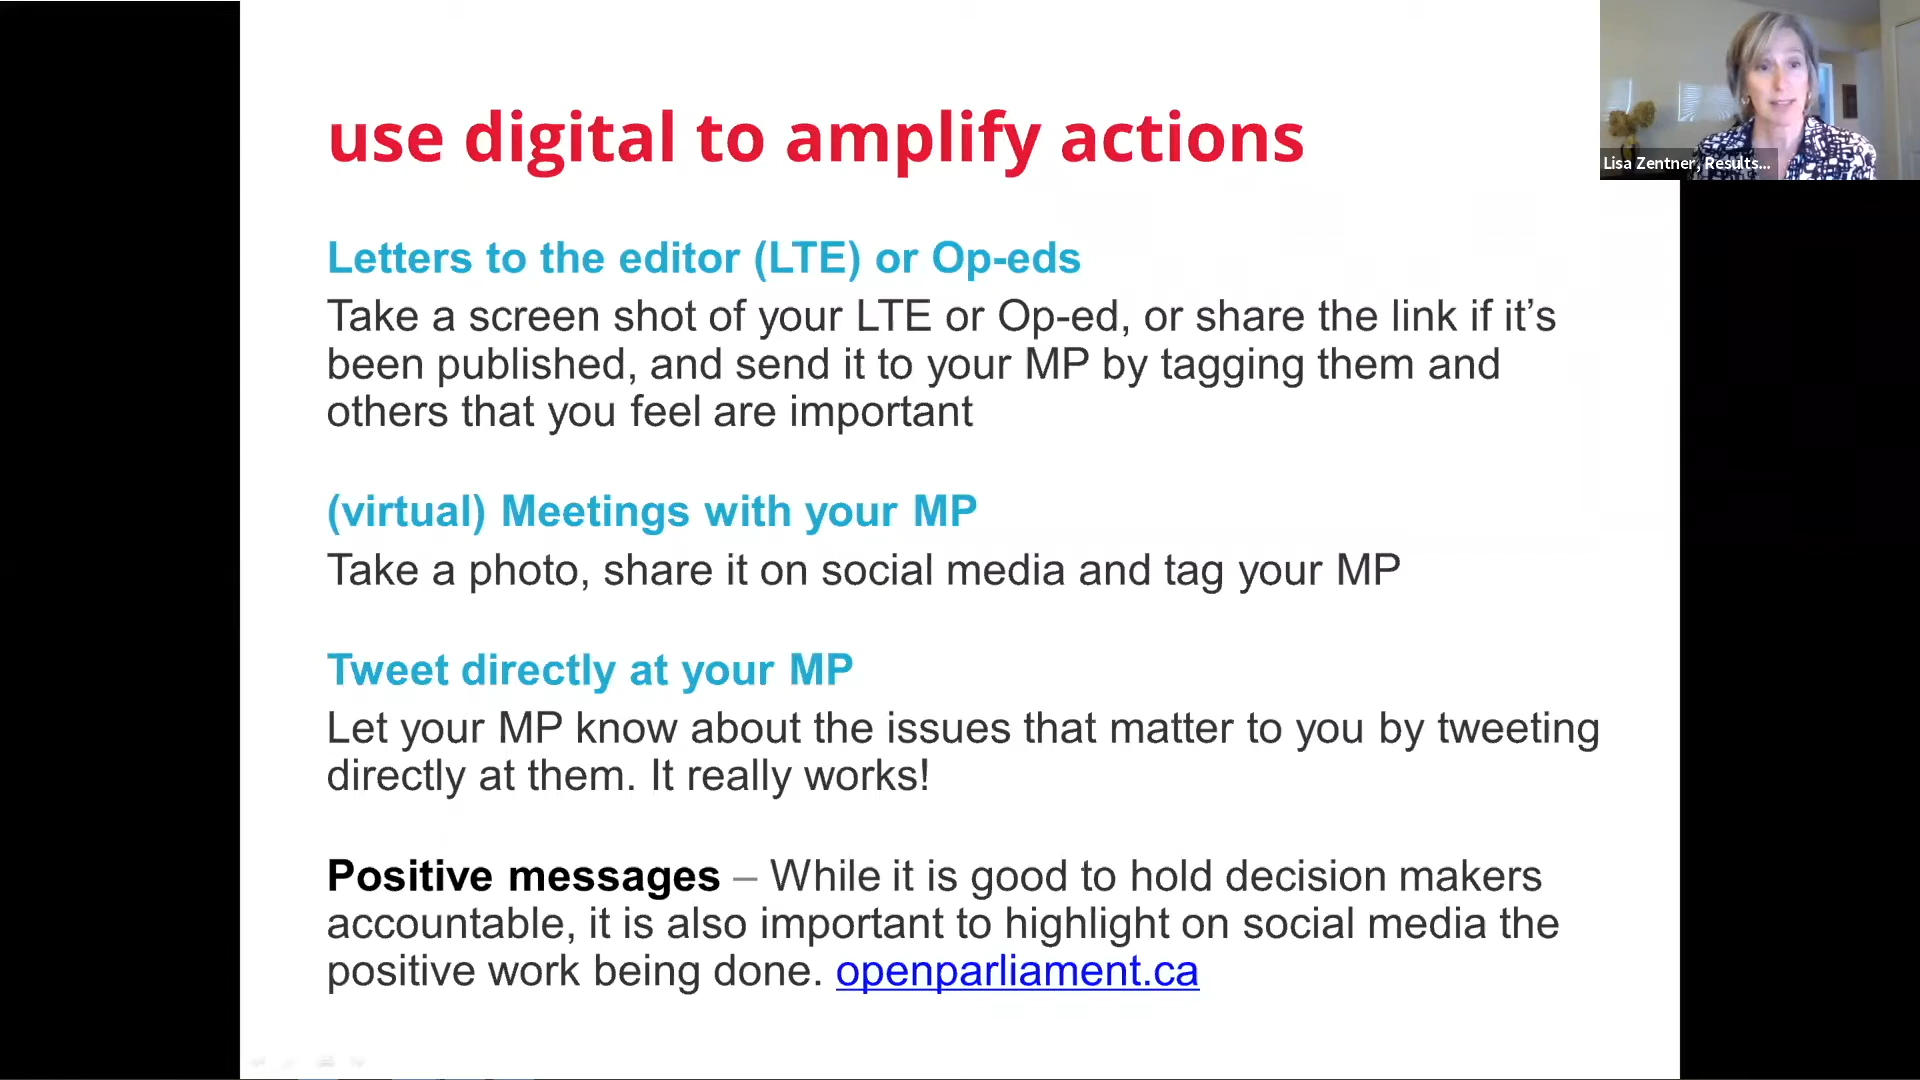 use digital to amplify actions
Lisa Zentner, Results...
Letters to the editor (LTE) or Op-eds
Take a screen shot of your LTE or Op-ed, or share the link if it’s
been published, and send it to your MP by tagging them and
others that you feel are important
(virtual) Meetings with your MP
Take a photo, share it on social media and tag your MP
Tweet directly at your MP
Let your MP know about the issues that matter to you by tweeting
directly at them. It really works!
Positive messages – While it is good to hold decision makers
accountable, it is also important to highlight on social media the
positive work being done. openparliament.ca